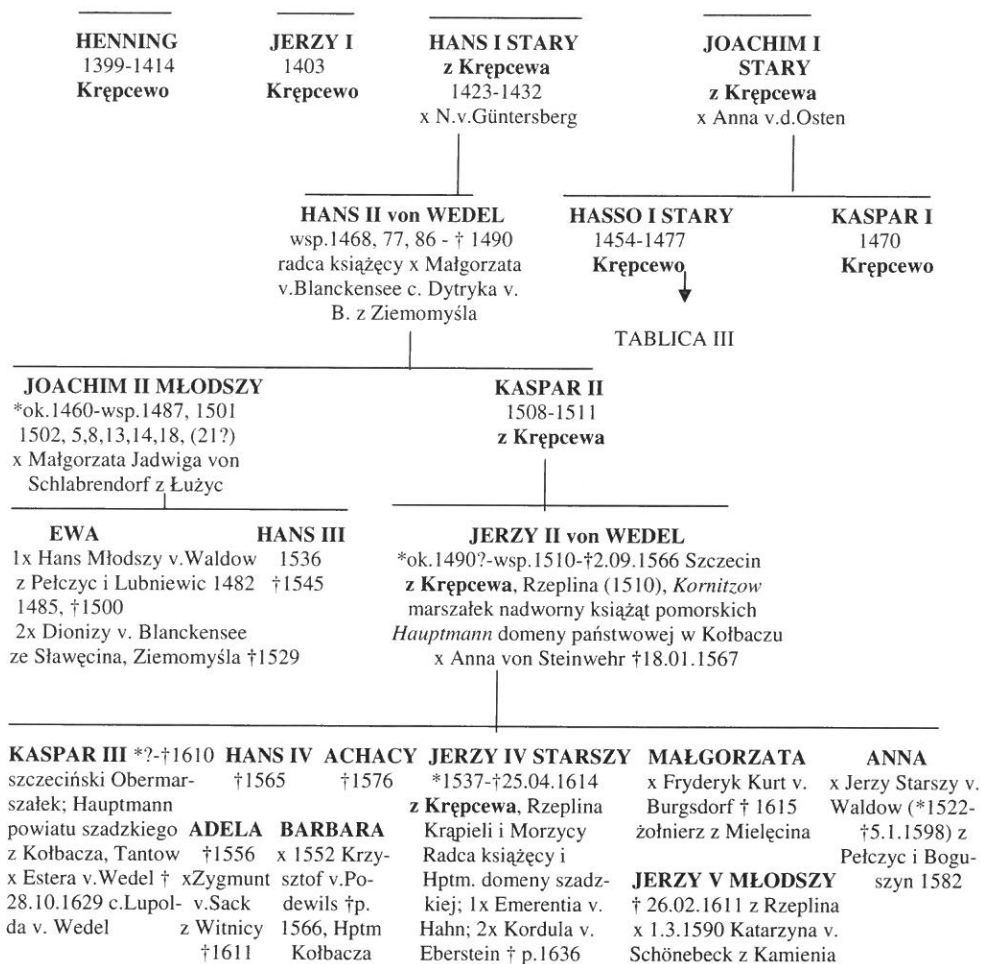 HENNING
1399-1414
Krępcewo
JERZY I
1403
Krępcewo
HANS I STARY
z Krępcewa
1423-1432
x N.v.Güntersberg
JOACHIM I
STARY
z Krępcewa
x Anna v.d.Osten
HANS II von WEDEL
wsp.1468, 77, 86 - † 1490
radca książęcy x Małgorzata
v.Blanckensee c. Dytryka v.
B. z Ziemomyśla
HASSO I STARY
1454-1477
Krępcewo
TABLICA III
KASPAR I
1470
Krępcewo
JOACHIM II MŁODSZY
*ok.1460-wsp.1487, 1501
1502, 5,8,13,14,18, (21?)
x Małgorzata Jadwiga von
Schlabrendorf z Łużyc
KASPAR II
1508-1511
z Krępcewa
EWA
1x Hans Młodszy v.Waldow
z Pełczyc i Lubniewic 1482
1485, †1500
2x Dionizy v. Blanckensee
ze Sławęcina, Ziemomyśla †1529
HANS III
1536
†1545
JERZY II von WEDEL
*ok.1490?-wsp.1510-†2.09.1566 Szczecin
z Krępcewa, Rzeplina (1510), Kornitzow
marszałek nadworny książąt pomorskich
Hauptmann domeny państwowej w Kołbaczu
x Anna von Steinwehr †18.01.1567
KASPAR III *?-†1610
szczeciński Obermar-
szałek; Hauptmann
powiatu szadzkiego
z Kołbacza, Tantow
x Estera v.Wedel †
28.10.1629 c.Lupol-
da v. Wedel
HANS IV
†1565
ADELA
†1556
xZygmunt
v.Sack
z Witnicy
†1611
ACHACY
†1576
BARBARA
x 1552 Krzy-
sztof v.Po-
dewils †p.
1566, Hptm
Kołbacza
JERZY IV STARSZY
*1537-†25.04.1614
z Krępcewa, Rzeplina
Krąpieli i Morzycy
Radca książęcy i
Hptm. domeny szadz-
kiej; 1x Emerentia v.
Hahn; 2x Kordula v.
Eberstein † p.1636
MAŁGORZATA
x Fryderyk Kurt v.
Burgsdorf † 1615
żołnierz z Mielęcina
JERZY V MŁODSZY
† 26.02.1611 z Rzeplina
x 1.3.1590 Katarzyna v.
Schönebeck z Kamienia
ANNA
x Jerzy Starszy v.
Waldow (*1522-
†5.1.1598) z
Pełczyc i Bogu-
szyn 1582